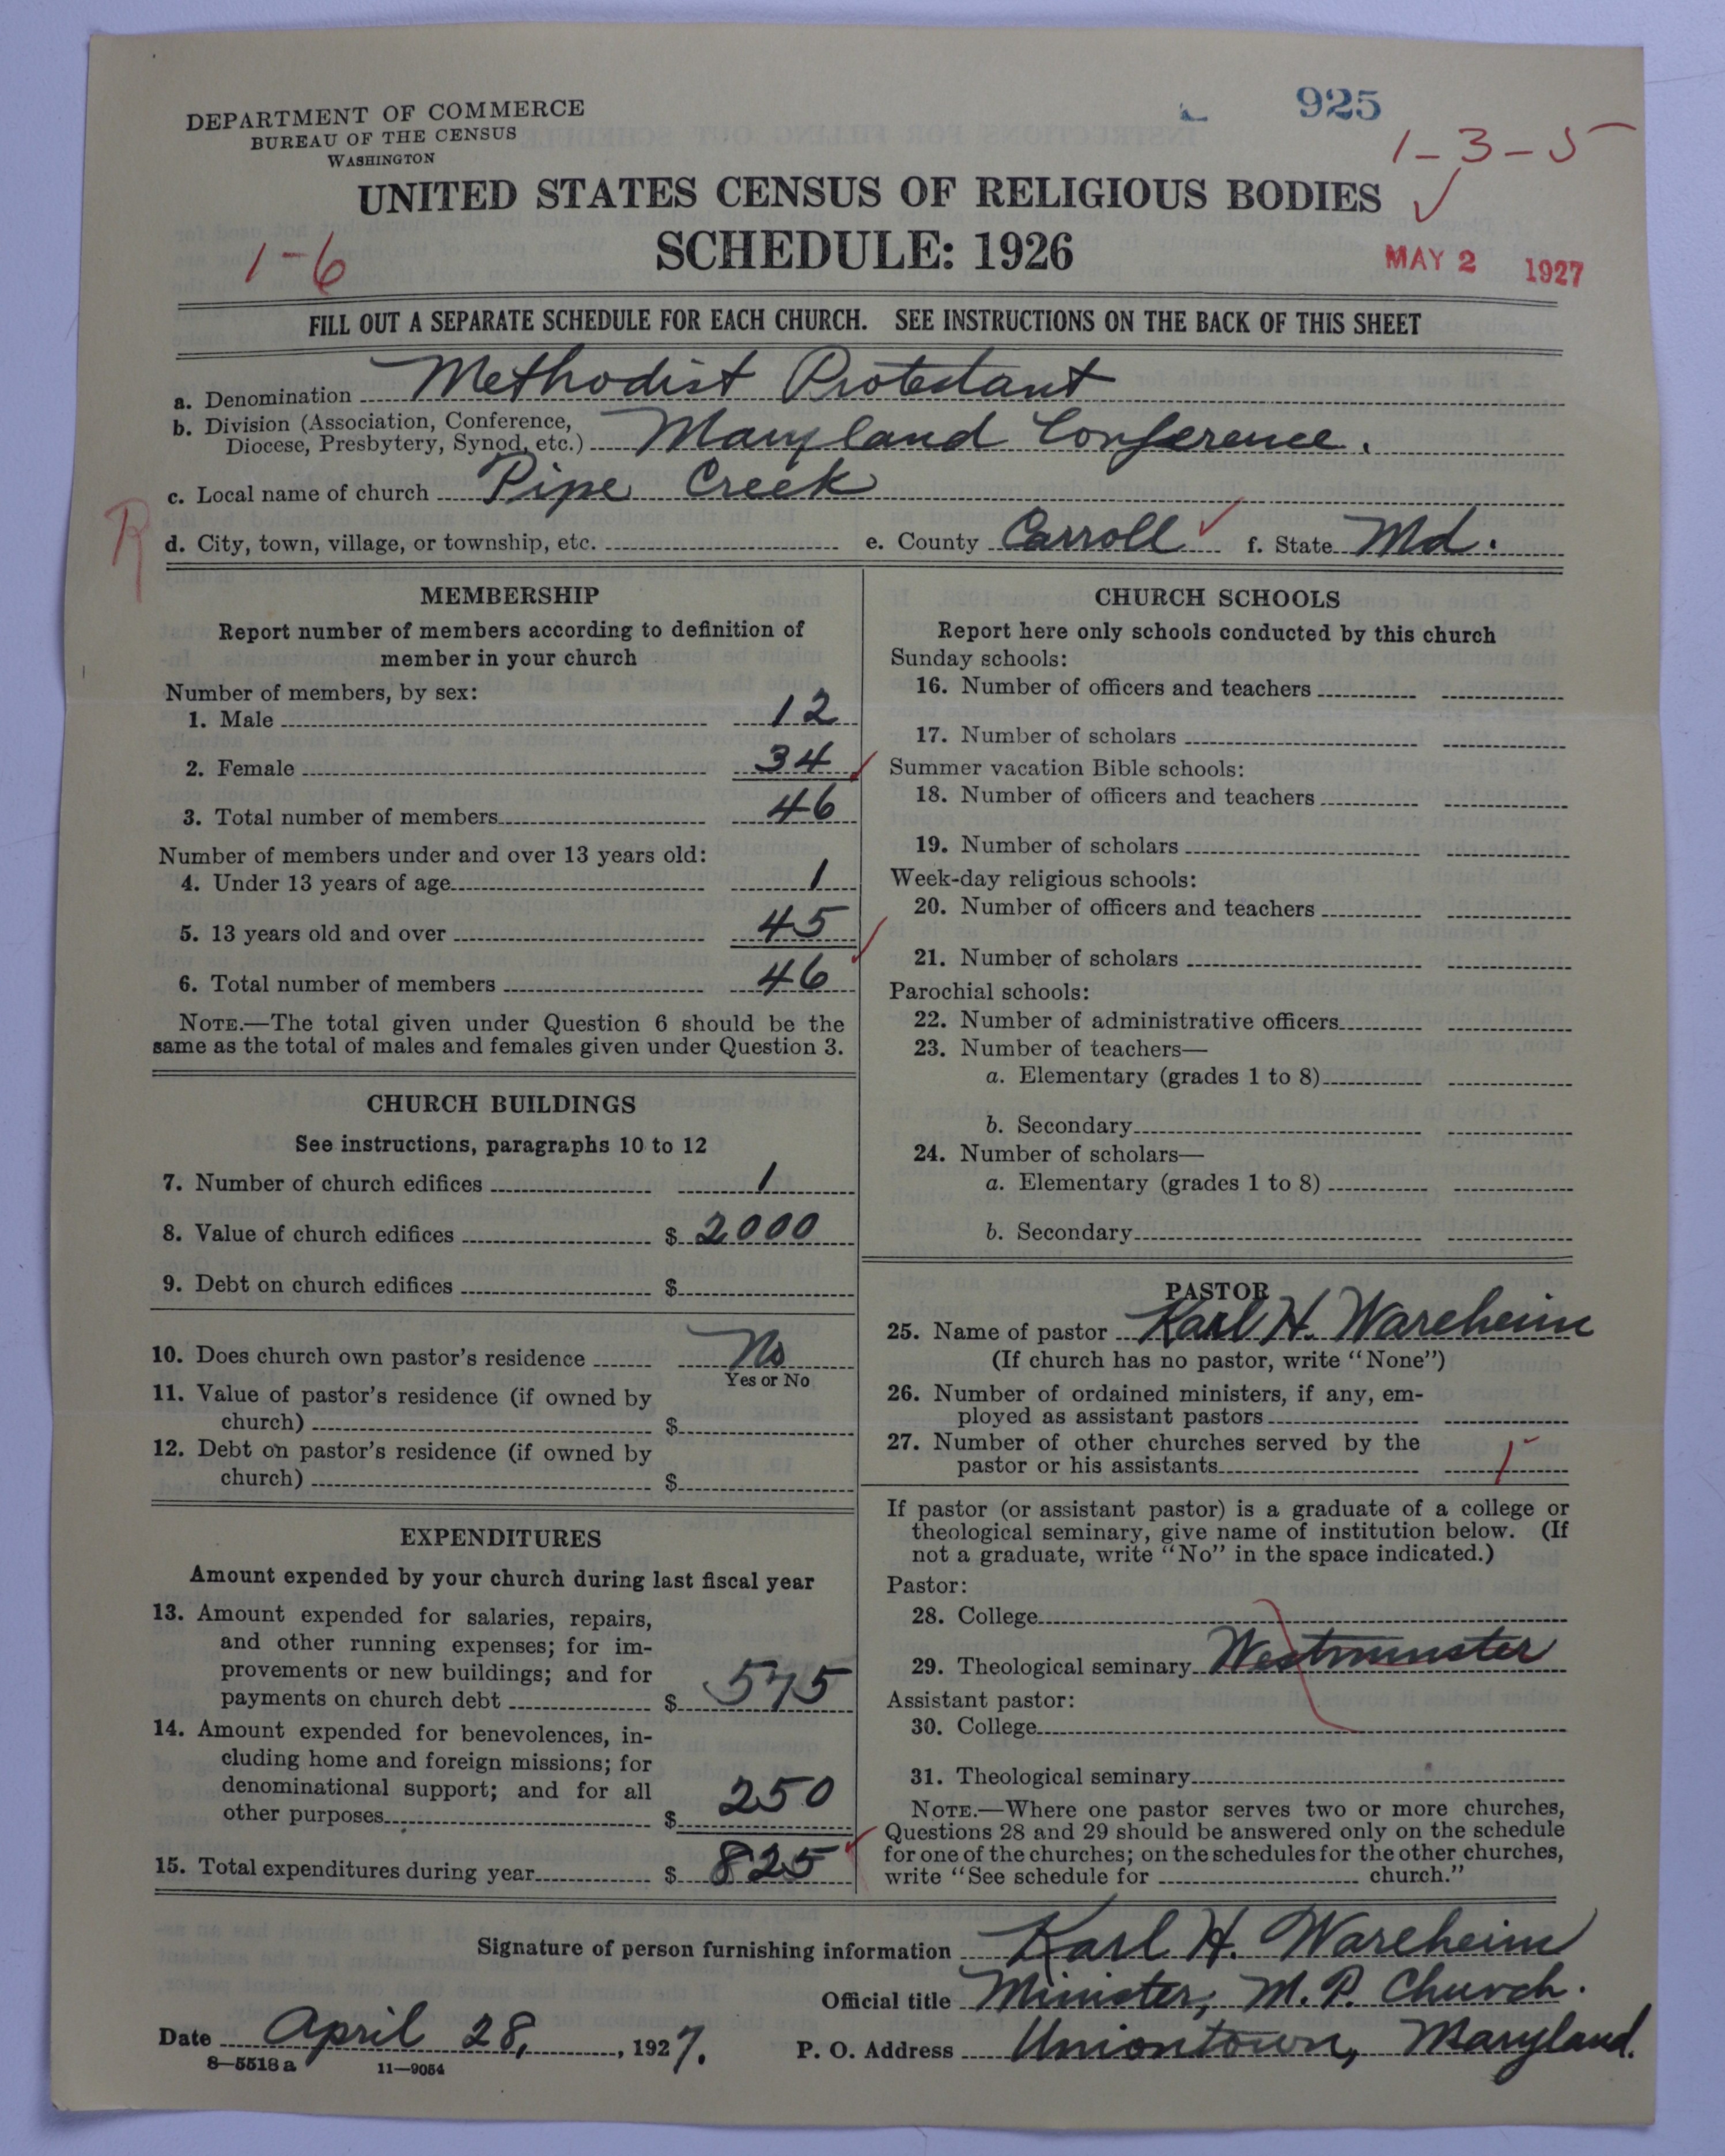 925
1-3-5
DEPARTMENT OF COMMERCE
BUREAU OF THE CENSUS
WASHINGTON
UNITED STATES CENSUS OF RELIGIOUS BODIES
SCHEDULE: 1926
1-6
MAY 2 1927
FILL OUT A SEPARATE SCHEDULE FOR EACH CHURCH. SEE INSTRUCTIONS ON THE BACK OF THIS SHEET
a. Denomination Methodist Protestant
b. Division (Association, Conference,
Diocese, Presbytery, Synod, etc.) Maryland Conference.
c. Local name of church Pipe Creek
R
d. City, town, village, or township, etc. e. County Carroll f. State Md.
MEMBERSHIP
Report number of members according to definition of
member in your church
Number of members, by sex:
1. Male 12
2. Female 34
3. Total number of members 46
Number of members under and over 13 years old:
4. Under 13 years of age 1
5. 13 years old and over 45
6. Total number of members 46
NOTE.—The total given under Question 6 should be the
same as the total of males and females given under Question 3.
CHURCH BUILDINGS
See instructions, paragraphs 10 to 12
7. Number of church edifices 1
8. Value of church edifices $ 2000
9. Debt on church edifices $
10. Does church own pastor's residence No
Yes or No
11. Value of pastor's residence (if owned by
church) $
12. Debt on pastor's residence (if owned by
church) $
EXPENDITURES
Amount expended by your church during last fiscal year
13. Amount expended for salaries, repairs,
and other running expenses; for im-
provements or new buildings; and for
payments on church debt $ 575
14. Amount expended for benevolences, in-
cluding home and foreign missions; for
denominational support; and for all
other purposes $ 250
15. Total expenditures during year $ 825
CHURCH SCHOOLS
Report here only schools conducted by this church
Sunday schools:
16. Number of officers and teachers
17. Number of scholars
Summer vacation Bible schools:
18. Number of officers and teachers
19. Number of scholars
Week-day religious schools:
20. Number of officers and teachers
21. Number of scholars
Parochial schools:
22. Number of administrative officers
23. Number of teachers—
a. Elementary (grades 1 to 8)
b. Secondary
24. Number of scholars—
a. Elementary (grades 1 to 8)
b. Secondary
PASTOR
25. Name of pastor Karl H. Wareheim
(If church has no pastor, write "None")
26. Number of ordained ministers, if any, em-
ployed as assistant pastors
27. Number of other churches served by the
pastor or his assistants
If pastor (or assistant pastor) is a graduate of a college or
theological seminary, give name of institution below. (If
not a graduate, write "No" in the space indicated.)
Pastor:
28. College
29. Theological seminary Westminster
Assistant pastor:
30. College
31. Theological seminary
NOTE.—Where one pastor serves two or more churches,
Questions 28 and 29 should be answered only on the schedule
for one of the churches; on the schedules for the other churches,
write "See schedule for church."
Signature of person furnishing information Karl H. Wareheim
Official title Minister, M. P. Church.
Date April 28, 1927. P. O. Address Uniontown, Maryland.
8—5518 a 11—9054